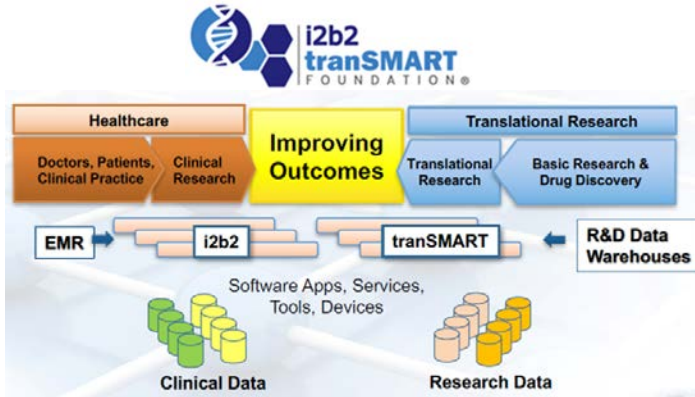 i2b2
tranSMART
FOUNDATION®
Healthcare
Translational Research
Improving
Outcomes
Doctors, Patients,
Clinical Practice
Clinical
Research
Translational
Research
Basic Research &
Drug Discovery
EMR
i2b2
tranSMART
R&D Data
Warehouses
Software Apps, Services,
Tools, Devices
Clinical Data
Research Data